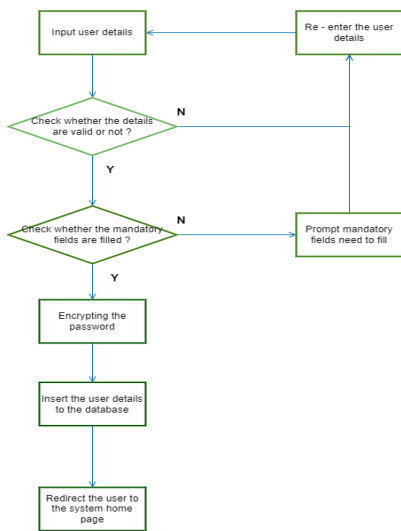 Input user details
Re - enter the user
details
Check whether the details
are valid or not ?
N
Y
Check whether the mandatory
fields are filled ?
N
Prompt mandatory
fields need to fill
Y
Encrypting the
password
Insert the user details
to the database
Redirect the user to
the system home
page